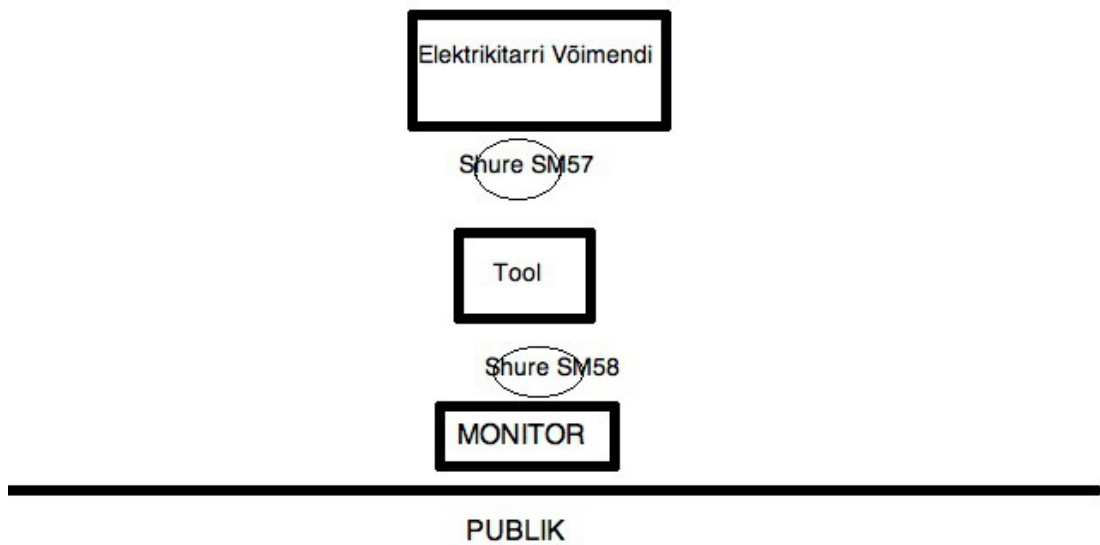 Elektrikitarri Võimendi
Shure SM57
Tool
Shure SM58
MONITOR
PUBLIK